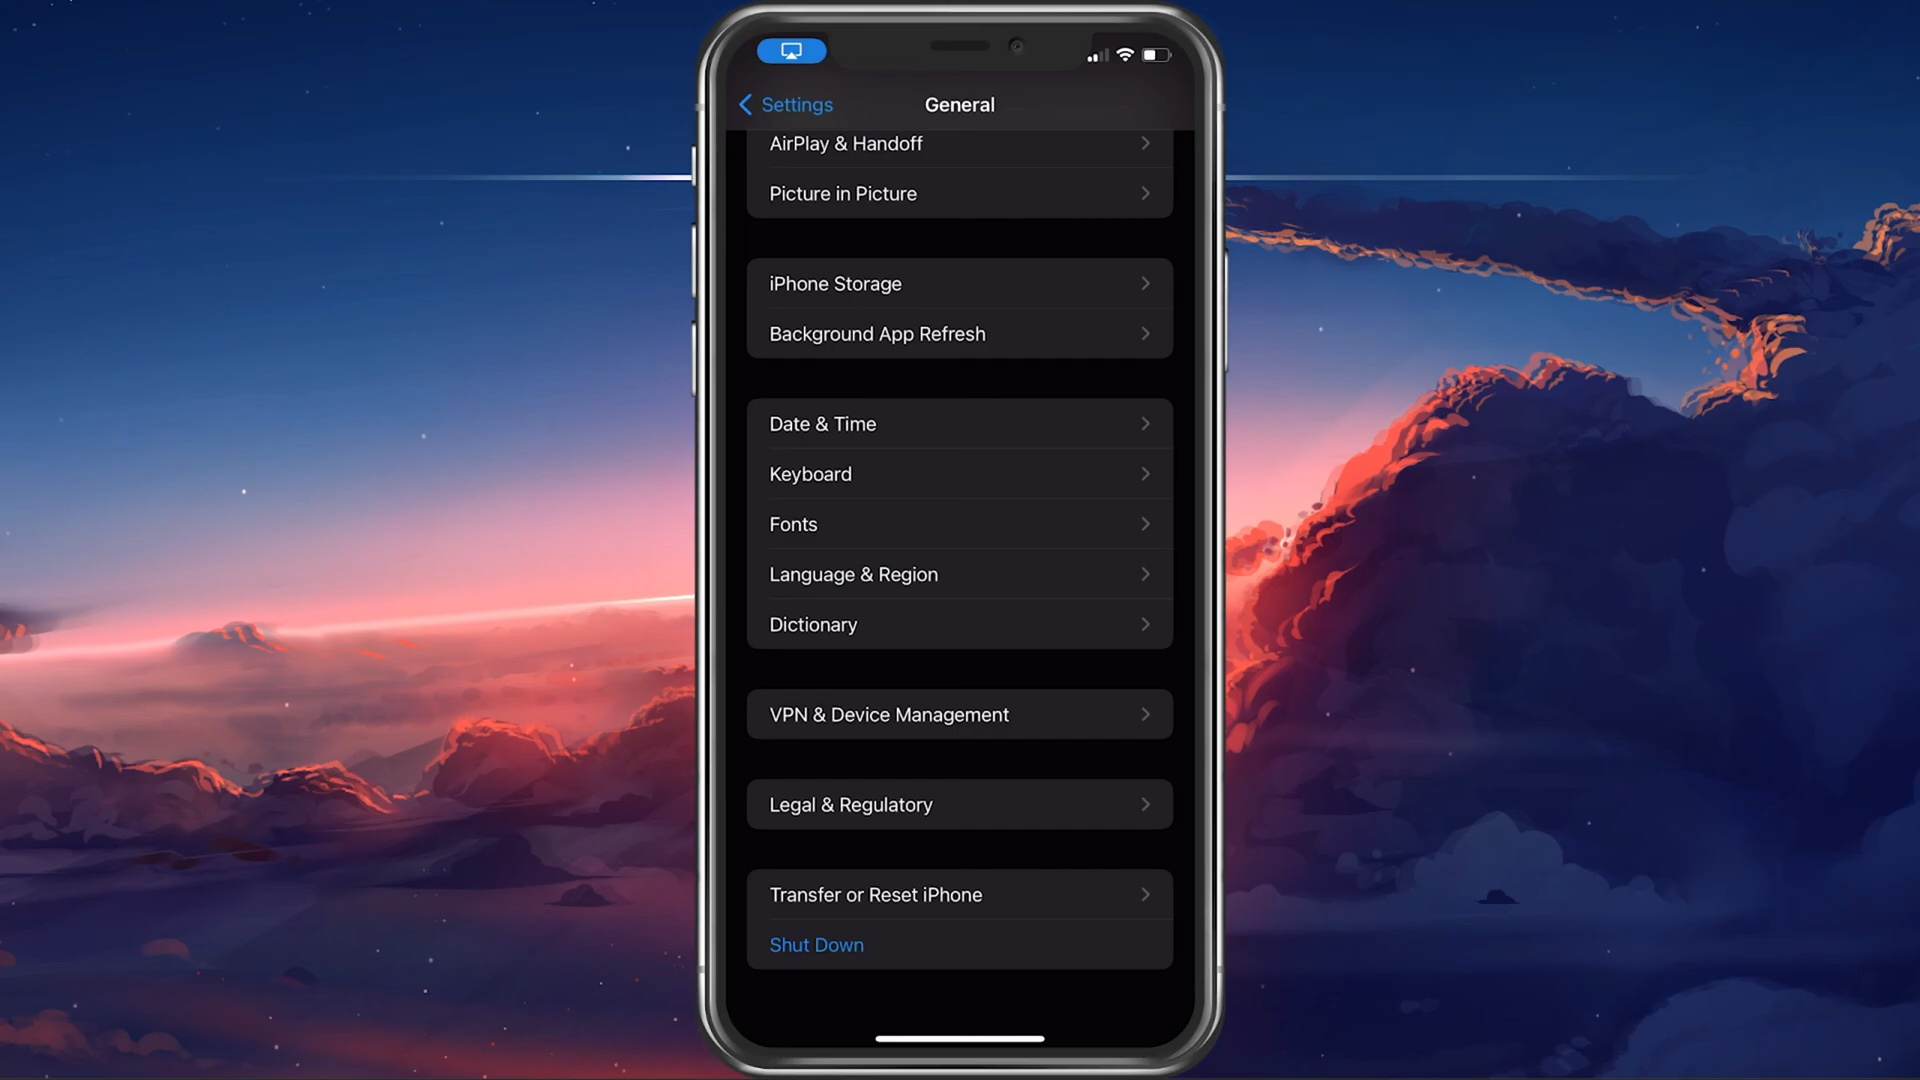 Settings
General
AirPlay & Handoff
Picture in Picture
iPhone Storage
Background App Refresh
Date & Time
Keyboard
Fonts
Language & Region
Dictionary
VPN & Device Management
Legal & Regulatory
Transfer or Reset iPhone
Shut Down